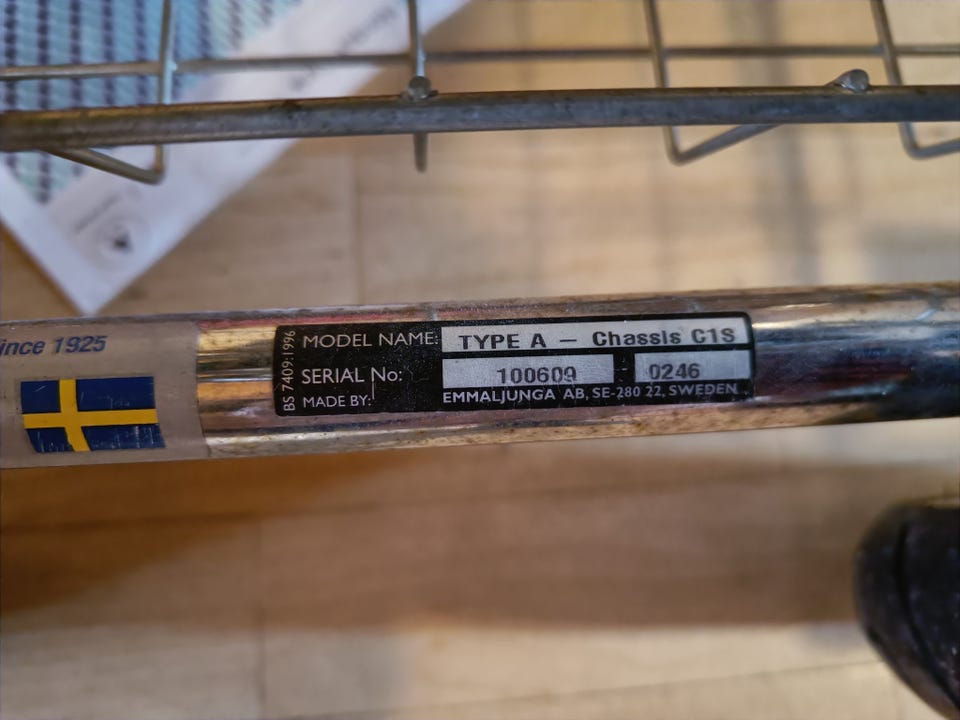 ince 1925
BS 7409:1996
MODEL NAME: TYPE A – Chassis C1S
SERIAL No: 100609 - 0246
MADE BY: EMMALJUNGA AB, SE-280 22, SWEDEN